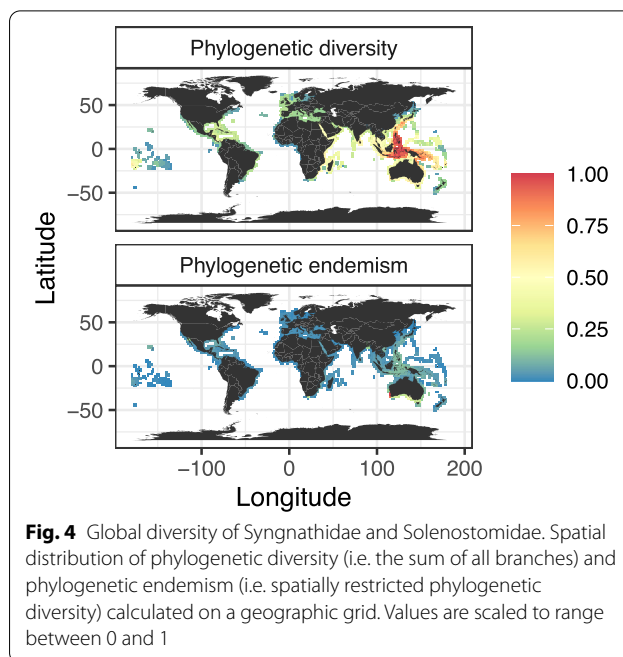 Phylogenetic diversity
50
0
−50
Phylogenetic endemism
50
0
−50
Latitude
−100 0 100 200
Longitude
1.00
0.75
0.50
0.25
0.00
Fig. 4 Global diversity of Syngnathidae and Solenostomidae. Spatial
distribution of phylogenetic diversity (i.e. the sum of all branches) and
phylogenetic endemism (i.e. spatially restricted phylogenetic
diversity) calculated on a geographic grid. Values are scaled to range
between 0 and 1